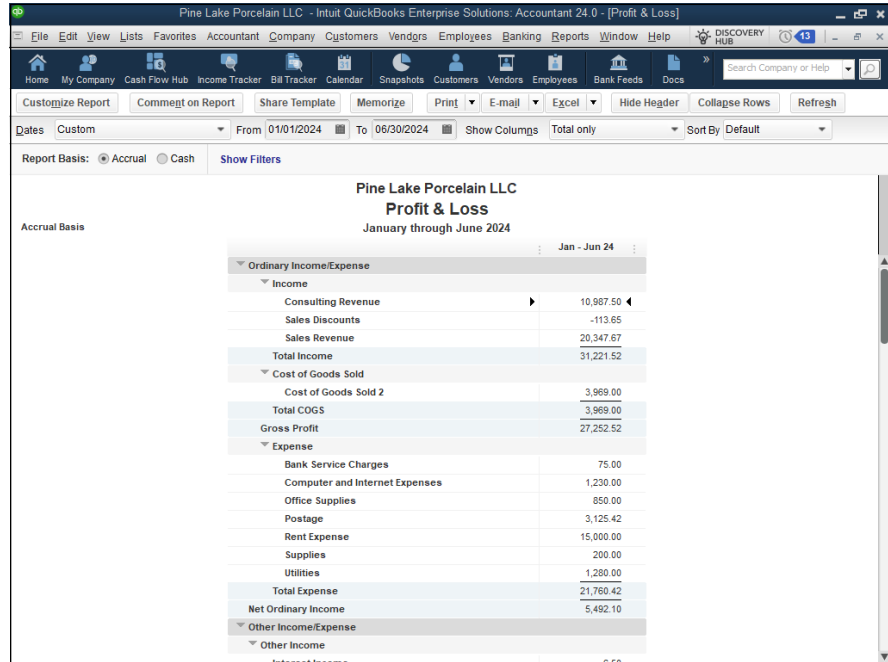 qb Pine Lake Porcelain LLC - Intuit QuickBooks Enterprise Solutions: Accountant 24.0 - [Profit & Loss]
File Edit View Lists Favorites Accountant Company Customers Vendors Employees Banking Reports Window Help DISCOVERY HUB 13
31
Home My Company Cash Flow Hub Income Tracker Bill Tracker Calendar Snapshots Customers Vendors Employees Bank Feeds Docs » Search Company or Help
Customize Report Comment on Report Share Template Memorize Print E-mail Excel Hide Header Collapse Rows Refresh
Dates Custom From 01/01/2024 To 06/30/2024 Show Columns Total only Sort By Default
Report Basis: Accrual Cash Show Filters
Pine Lake Porcelain LLC
Profit & Loss
Accrual Basis January through June 2024
Jan - Jun 24
Ordinary Income/Expense
Income
Consulting Revenue 10,987.50
Sales Discounts -113.65
Sales Revenue 20,347.67
Total Income 31,221.52
Cost of Goods Sold
Cost of Goods Sold 2 3,969.00
Total COGS 3,969.00
Gross Profit 27,252.52
Expense
Bank Service Charges 75.00
Computer and Internet Expenses 1,230.00
Office Supplies 850.00
Postage 3,125.42
Rent Expense 15,000.00
Supplies 200.00
Utilities 1,280.00
Total Expense 21,760.42
Net Ordinary Income 5,492.10
Other Income/Expense
Other Income